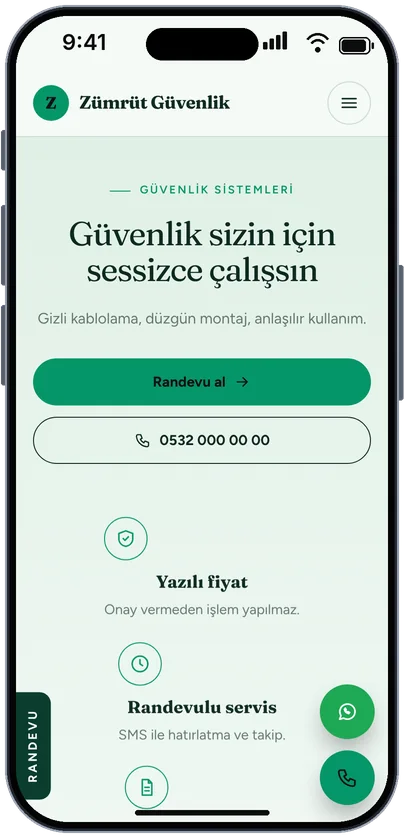 9:41
Z
Zümrüt Güvenlik
GÜVENLİK SİSTEMLERİ
Güvenlik sizin için
sessizce çalışsın
Gizli kablolama, düzgün montaj, anlaşılır kullanım.
Randevu al →
0532 000 00 00
Yazılı fiyat
Onay vermeden işlem yapılmaz.
Randevulu servis
SMS ile hatırlatma ve takip.
RANDEVU